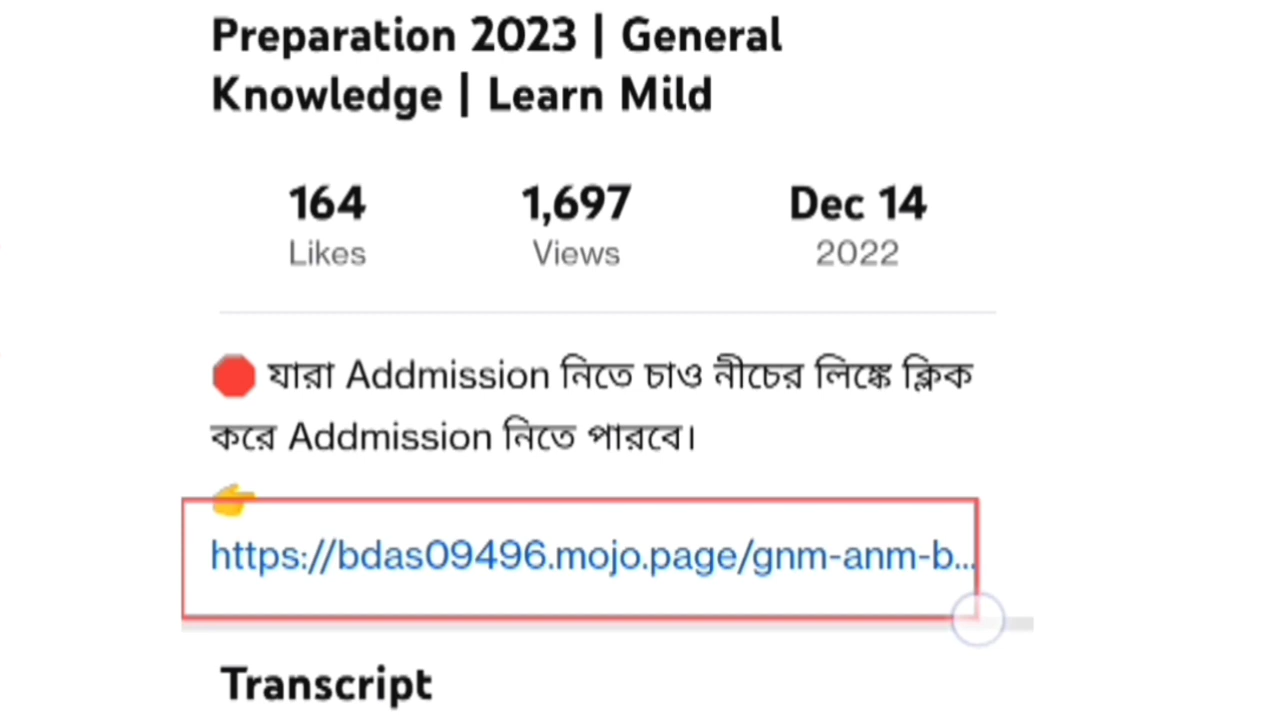 Preparation 2023 | General
Knowledge | Learn Mild
164 1,697 Dec 14
Likes Views 2022
যারা Addmission নিতে চাও নীচের লিঙ্কে ক্লিক
করে Addmission নিতে পারবে।
https://bdas09496.mojo.page/gnm-anm-b...
Transcript